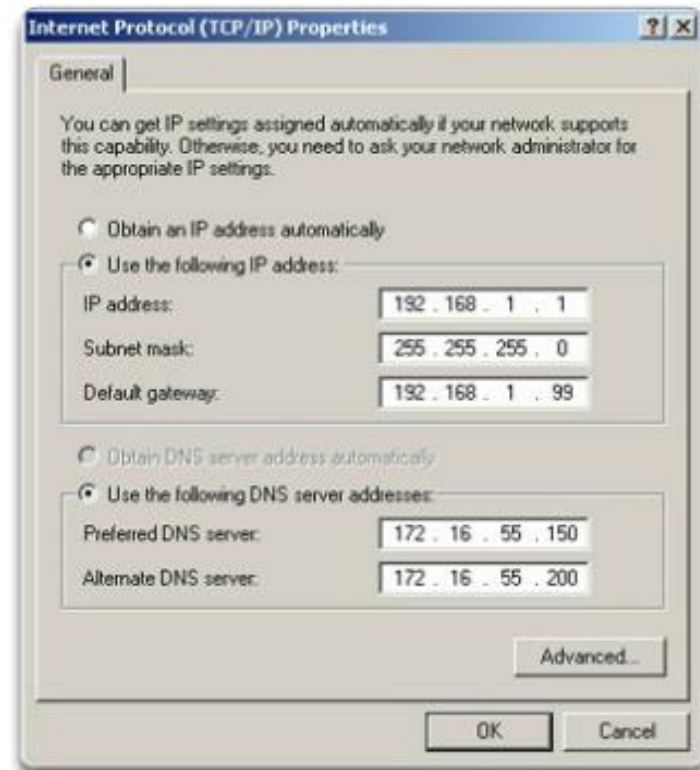 Internet Protocol (TCP/IP) Properties
General
You can get IP settings assigned automatically if your network supports
this capability. Otherwise, you need to ask your network administrator for
the appropriate IP settings.
Obtain an IP address automatically
Use the following IP address:
IP address: 192 . 168 . 1 . 1
Subnet mask: 255 . 255 . 255 . 0
Default gateway: 192 . 168 . 1 . 99
Obtain DNS server address automatically
Use the following DNS server addresses:
Preferred DNS server: 172 . 16 . 55 . 150
Alternate DNS server: 172 . 16 . 55 . 200
Advanced...
OK Cancel